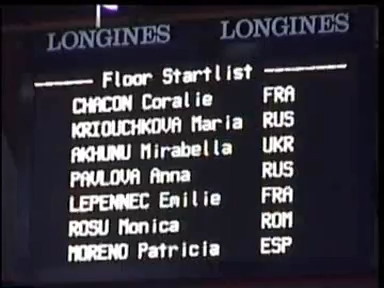 LONGINES LONGINES
Floor Startlist
CHACON Coralie FRA
KRIOUCHKOVA Maria RUS
AKHUNU Mirabella UKR
PAVLOVA Anna RUS
LEPENNEC Emilie FRA
ROSU Monica ROM
MORENO Patricia ESP